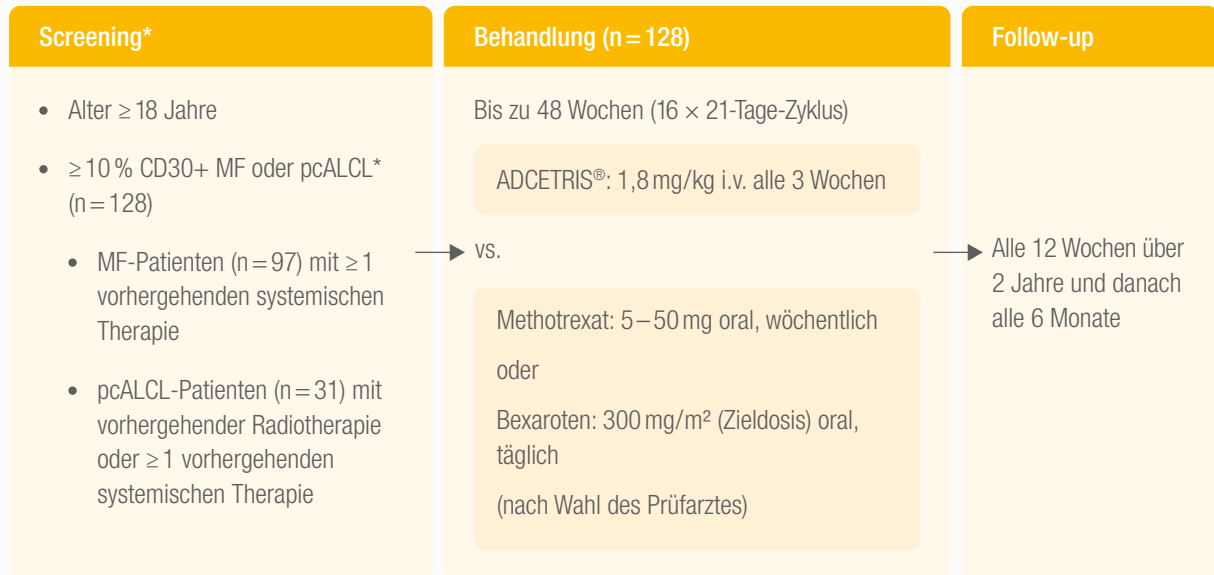 Screening*
• Alter ≥ 18 Jahre
• ≥ 10 % CD30+ MF oder pcALCL*
(n = 128)
• MF-Patienten (n = 97) mit ≥ 1
vorhergehenden systemischen
Therapie
• pcALCL-Patienten (n = 31) mit
vorhergehender Radiotherapie
oder ≥ 1 vorhergehenden
systemischen Therapie
Behandlung (n = 128)
Bis zu 48 Wochen (16 × 21-Tage-Zyklus)
ADCETRIS®: 1,8 mg/kg i.v. alle 3 Wochen
vs.
Methotrexat: 5 – 50 mg oral, wöchentlich
oder
Bexaroten: 300 mg/m² (Zieldosis) oral,
täglich
(nach Wahl des Prüfarztes)
Follow-up
Alle 12 Wochen über
2 Jahre und danach
alle 6 Monate